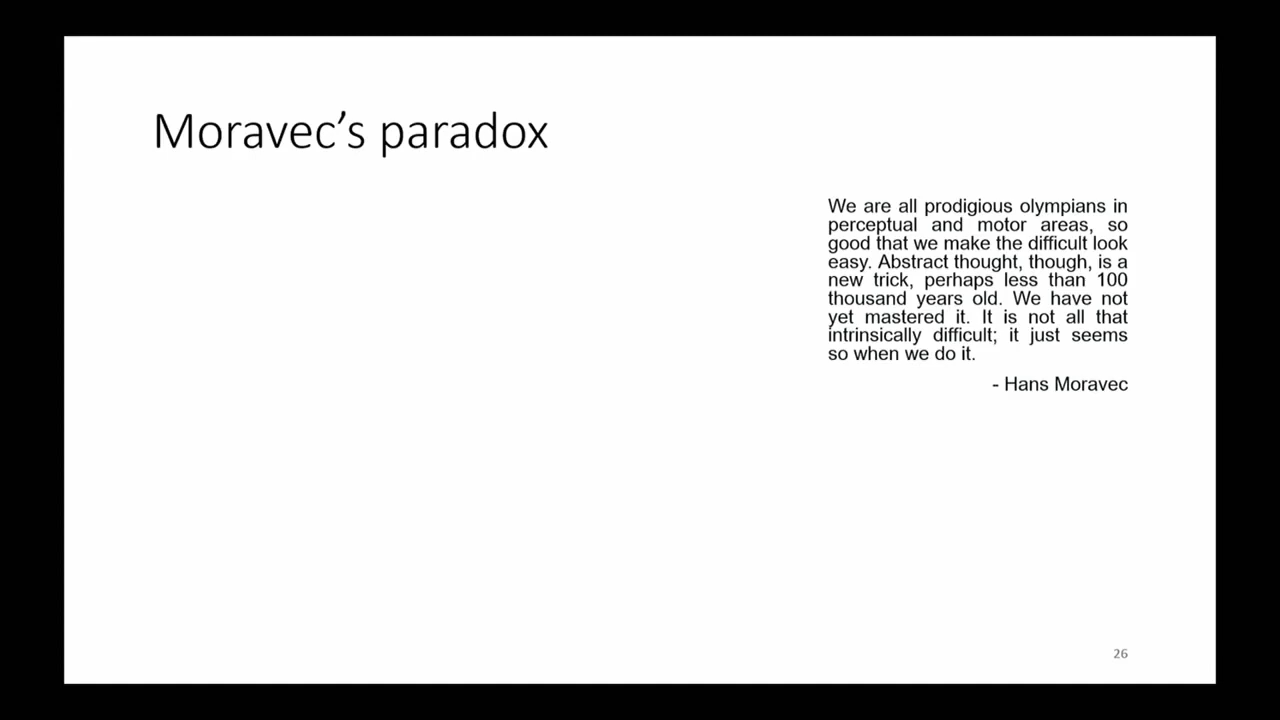 Moravec’s paradox
We are all prodigious olympians in
perceptual and motor areas, so
good that we make the difficult look
easy. Abstract thought, though, is a
new trick, perhaps less than 100
thousand years old. We have not
yet mastered it. It is not all that
intrinsically difficult; it just seems
so when we do it.
- Hans Moravec
26